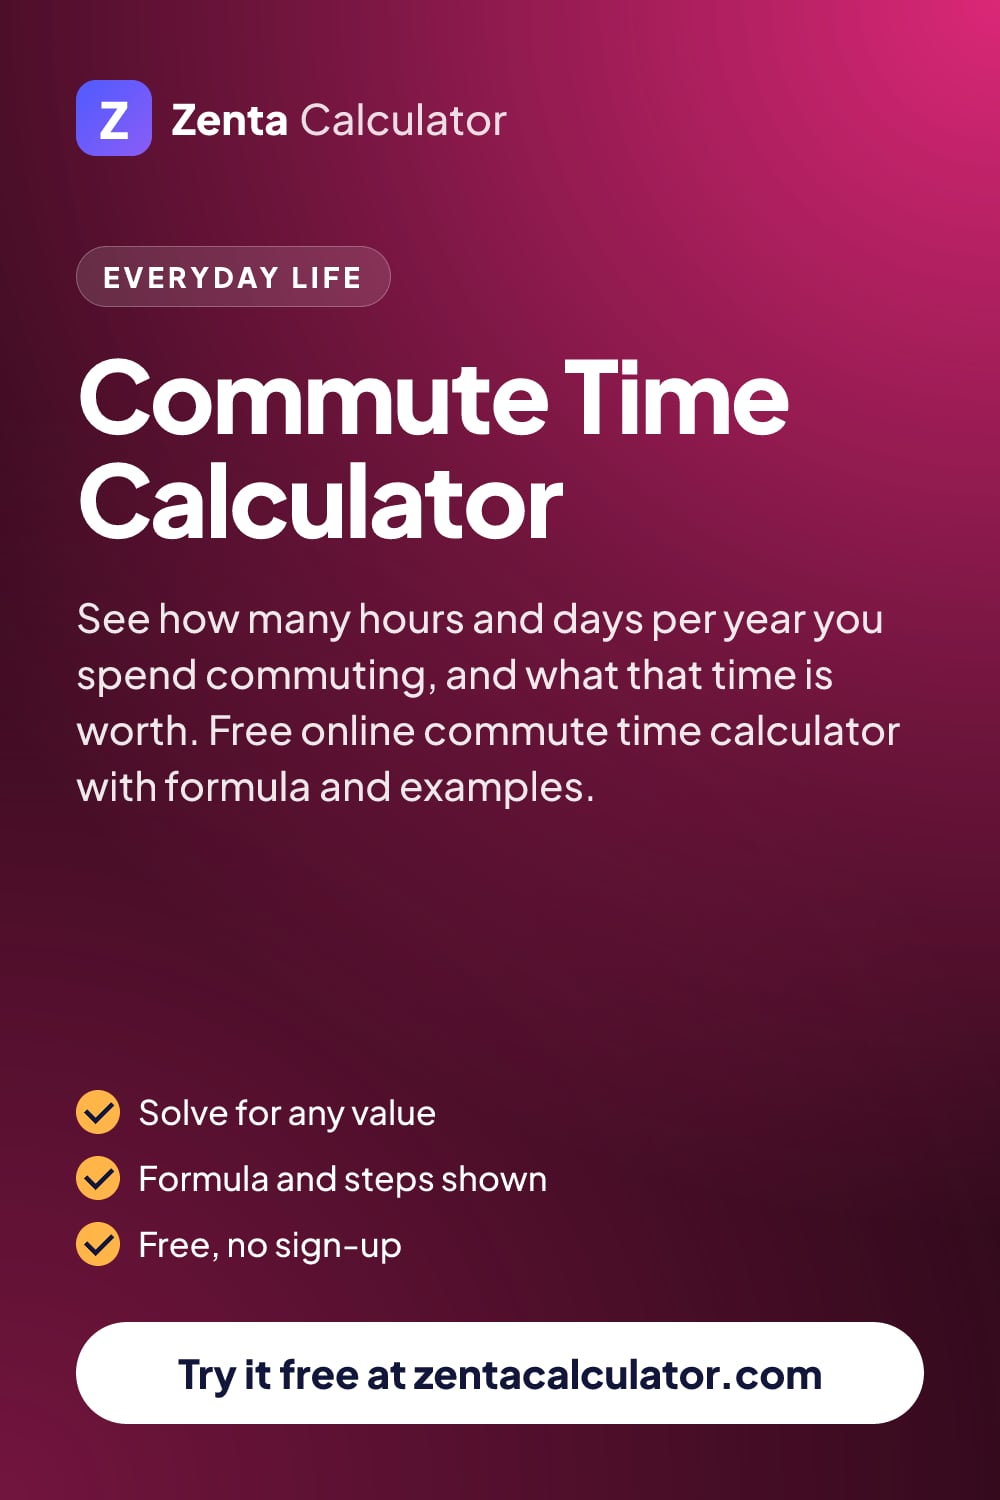 Z
Zenta Calculator
EVERYDAY LIFE
Commute Time
Calculator
See how many hours and days per year you
spend commuting, and what that time is
worth. Free online commute time calculator
with formula and examples.
Solve for any value
Formula and steps shown
Free, no sign-up
Try it free at zentacalculator.com